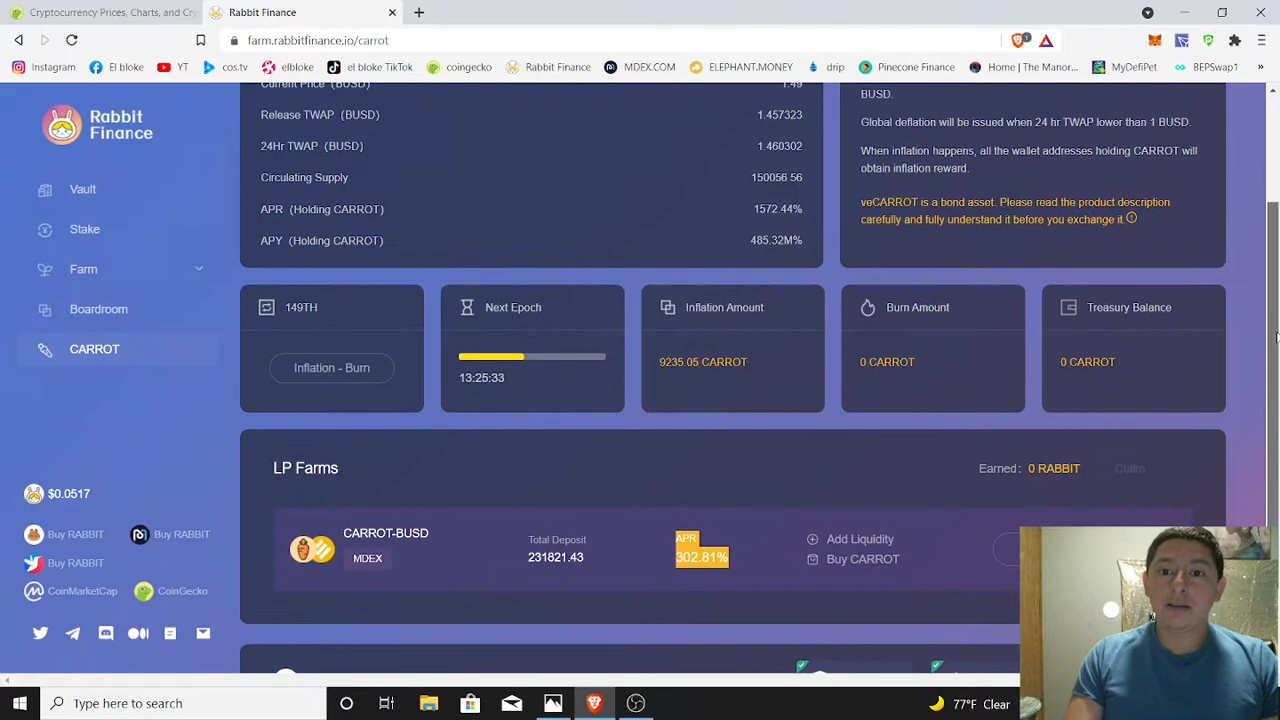 Cryptocurrency Prices, Charts, and Cry
Rabbit Finance
farm.rabbitfinance.io/carrot
1
Instagram
El bloke
YT
cos.tv
elbloke
el bloke TikTok
coingecko
Rabbit Finance
MDEX.COM
ELEPHANT.MONEY
drip
Pinecone Finance
Home | The Manor...
MyDefiPet
BEPSwap1
Rabbit
Finance
Vault
Stake
Farm
Boardroom
CARROT
$0.0517
Buy RABBIT
Buy RABBIT
Buy RABBIT
CoinMarketCap
CoinGecko
Current Price (BUSD)
1.49
Release TWAP (BUSD)
1.457323
24Hr TWAP (BUSD)
1.460302
Circulating Supply
150056.56
APR (Holding CARROT)
1572.44%
APY (Holding CARROT)
485.32M%
BUSD.
Global deflation will be issued when 24 hr TWAP lower than 1 BUSD.
When inflation happens, all the wallet addresses holding CARROT will
obtain inflation reward.
veCARROT is a bond asset. Please read the product description
carefully and fully understand it before you exchange it.
149TH
Inflation - Burn
Next Epoch
13:25:33
Inflation Amount
9235.05 CARROT
Burn Amount
0 CARROT
Treasury Balance
0 CARROT
LP Farms
Earned: 0 RABBIT
Claim
CARROT-BUSD
MDEX
Total Deposit
231821.43
APR
302.81%
Add Liquidity
Buy CARROT
Type here to search
77°F Clear